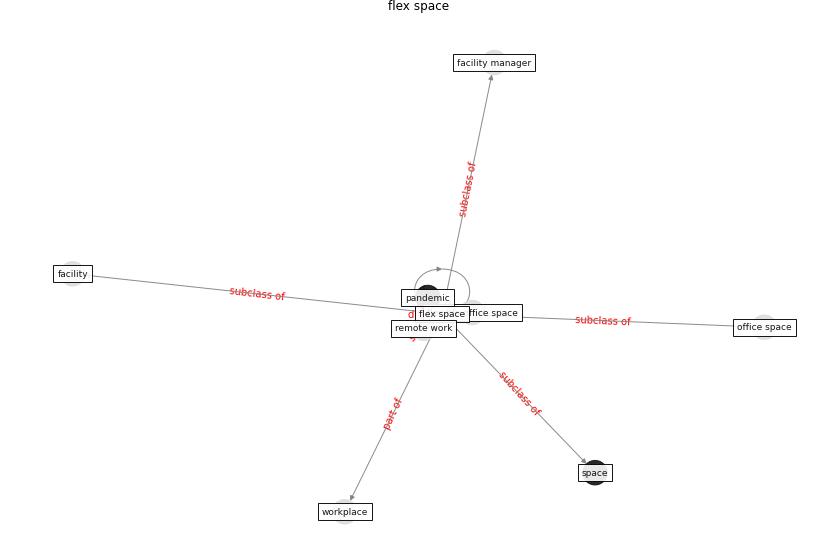 flex space
facility manager
subclass of
facility
subclass of
pandemic
flex space
ffice space
remote work
subclass of
office space
subclass of
part of
space
workplace